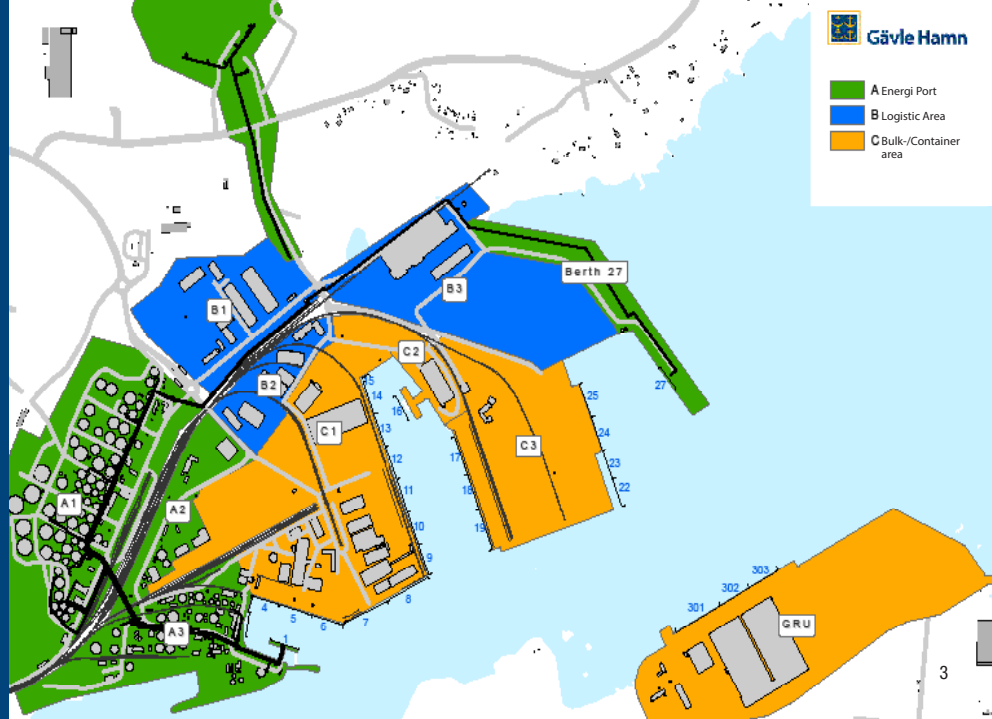 Gävle Hamn
A Energi Port
B Logistic Area
C Bulk-/Container
area
Berth 27
B3
B1
C2
B2
15
14
16
13
12
11
10
9
8
7
6
5
4
1
17
18
19
25
24
23
22
27
C1
C3
A1
A2
A3
303
302
301
GRU
3